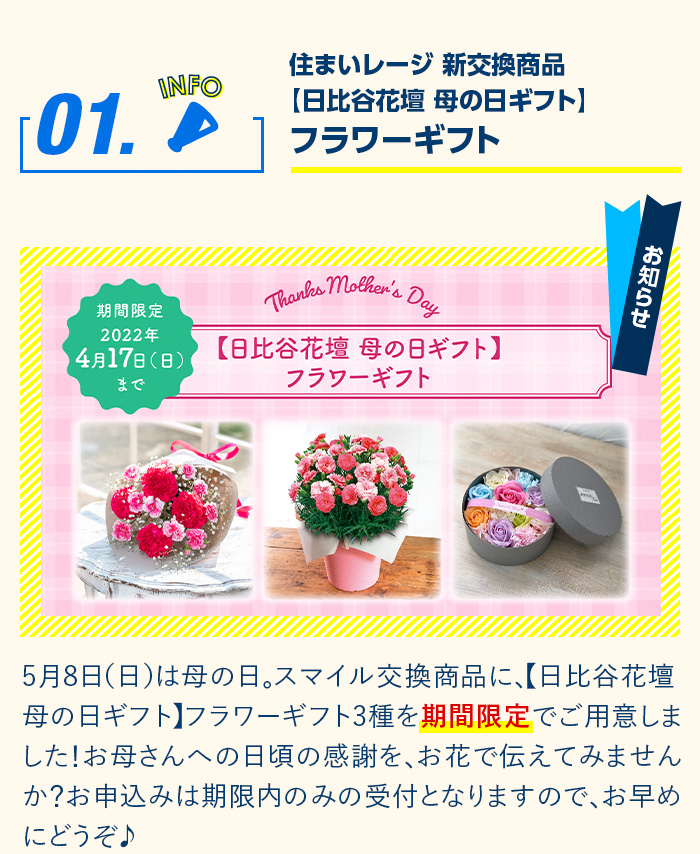 01.
INFO
住まいレージ 新交換商品
【日比谷花壇 母の日ギフト】
フラワーギフト
お知らせ
Thanks Mother's Day
期間限定
2022年
4月17日(日)
まで
【日比谷花壇 母の日ギフト】
フラワーギフト
5月8日(日)は母の日。スマイル交換商品に、【日比谷花壇
母の日ギフト】フラワーギフト3種を期間限定でご用意しま
した!お母さんへの日頃の感謝を、お花で伝えてみません
か?お申込みは期限内のみの受付となりますので、お早め
にどうぞ♪